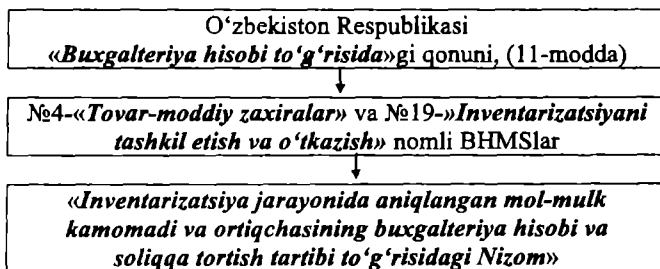 O‘zbekiston Respublikasi
«Buxgalteriya hisobi to‘g‘risida»gi qonuni, (11-modda)
№4-«Tovar-moddiy zaxiralar» va №19-»Inventarizatsiyani
tashkil etish va o‘tkazish» nomli BHMSlar
«Inventarizatsiya jarayonida aniqlangan mol-mulk
kamomadi va ortiqchasining buxgalteriya hisobi va
soliqqa tortish tartibi to‘g‘risidagi Nizom»